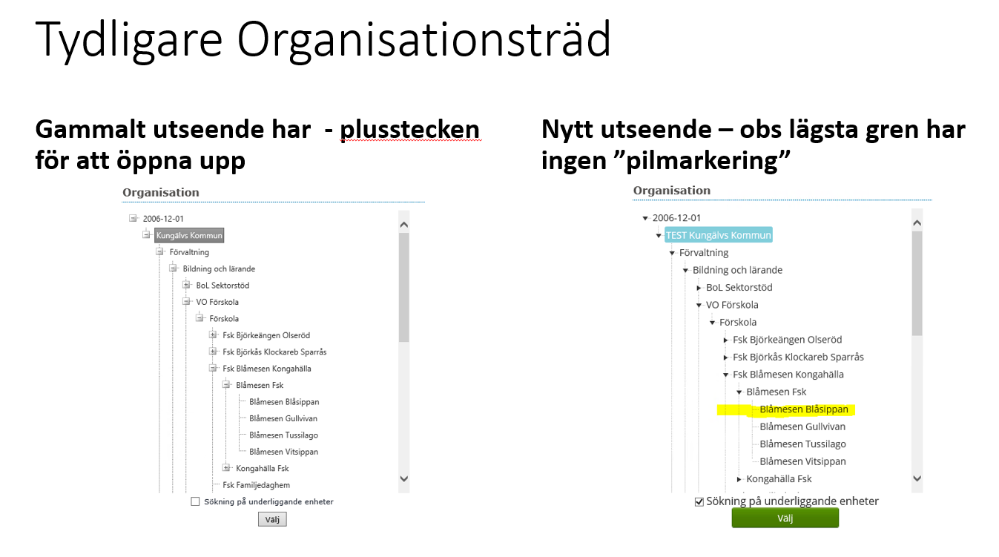 Tydligare Organisationsträd
Gammalt utseende har  - plusstecken
för att öppna upp
Organisation
2006-12-01
Kungälvs Kommun
Förvaltning
Bildning och lärande
BoL Sektorstöd
VO Förskola
Förskola
Fsk Björkeängen Olseröd
Fsk Björkås Klockareb Sparrås
Fsk Blåmesen Kongahälla
Blåmesen Fsk
Blåmesen Blåsippan
Blåmesen Gullvivan
Blåmesen Tussilago
Blåmesen Vitsippan
Kongahälla Fsk
Fsk Familjedaghem
Sökning på underliggande enheter
Välj
Nytt utseende – obs lägsta gren har
ingen ”pilmarkering”
Organisation
2006-12-01
TEST Kungälvs Kommun
Förvaltning
Bildning och lärande
BoL Sektorstöd
VO Förskola
Förskola
Fsk Björkeängen Olseröd
Fsk Björkås Klockareb Sparrås
Fsk Blåmesen Kongahälla
Blåmesen Fsk
Blåmesen Blåsippan
Blåmesen Gullvivan
Blåmesen Tussilago
Blåmesen Vitsippan
Kongahälla Fsk
Sökning på underliggande enheter
Välj